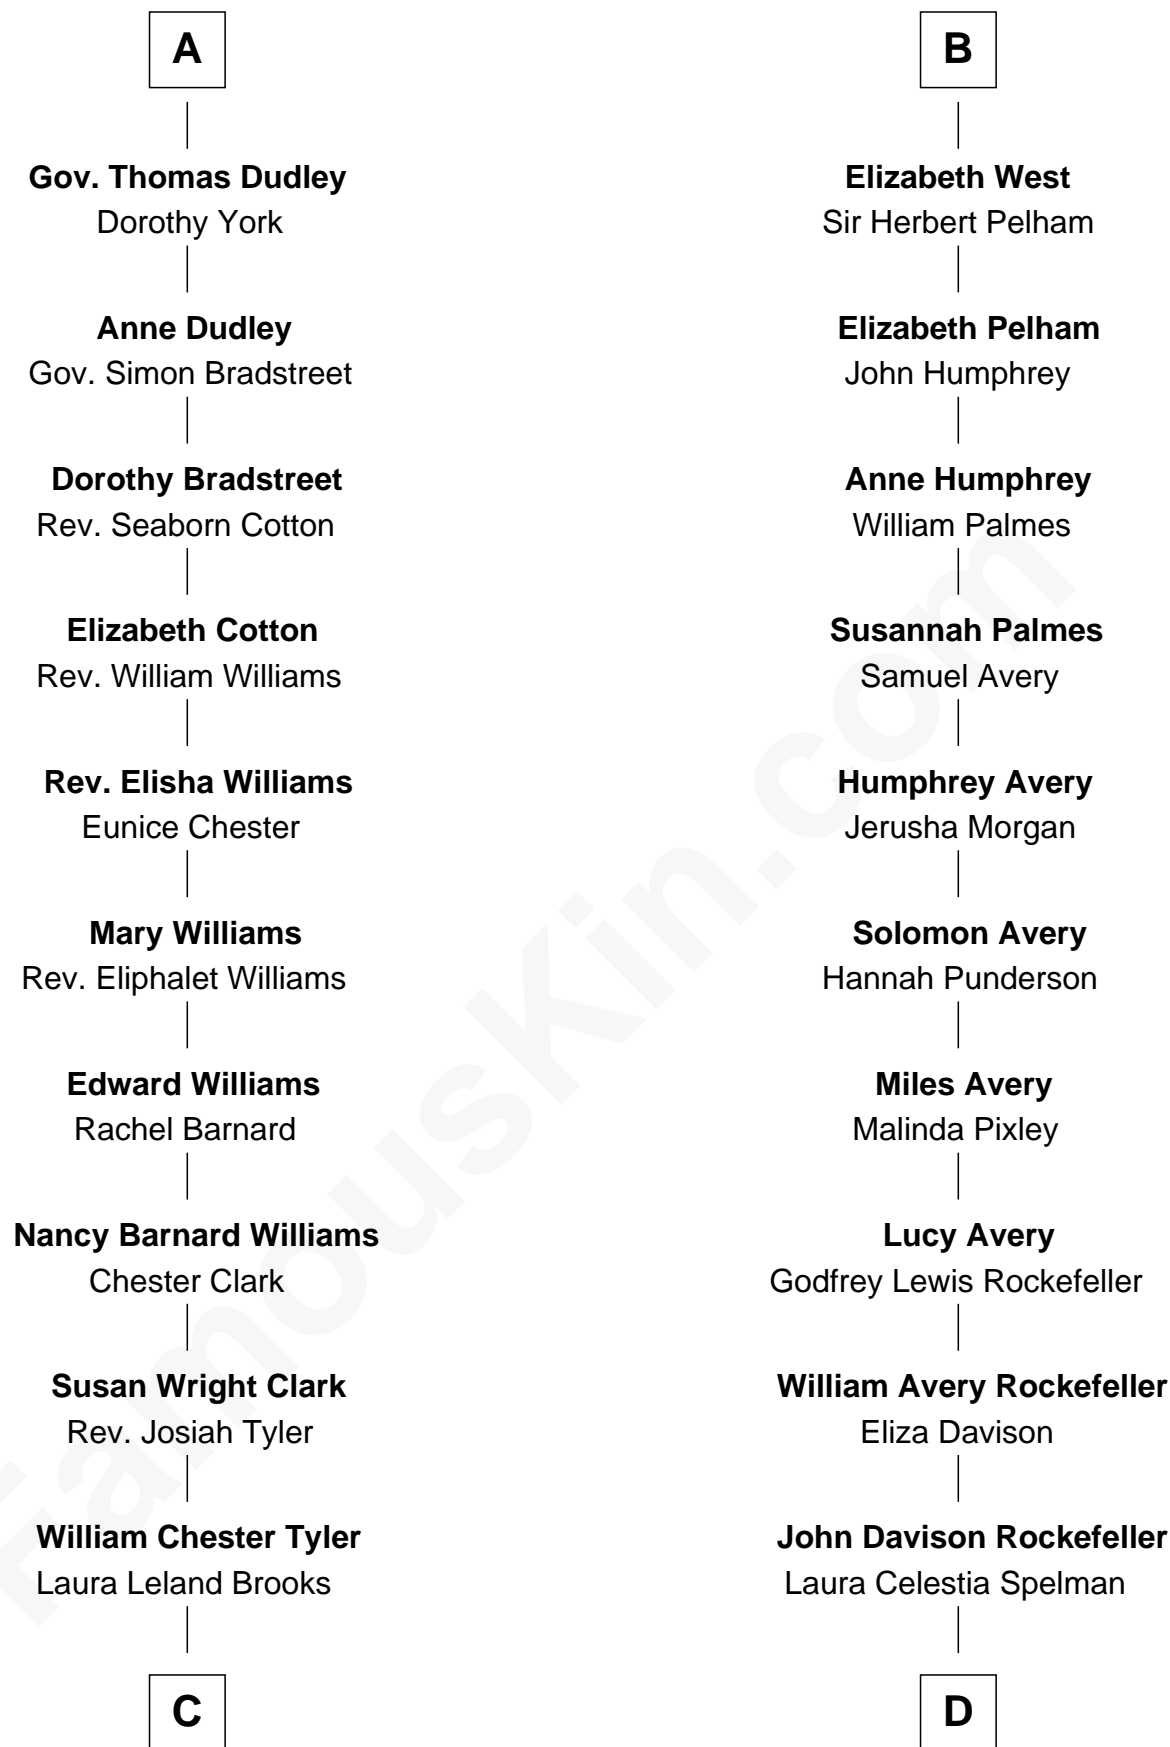 A
Gov. Thomas Dudley
Dorothy York
Anne Dudley
Gov. Simon Bradstreet
Dorothy Bradstreet
Rev. Seaborn Cotton
Elizabeth Cotton
Rev. William Williams
Rev. Elisha Williams
Eunice Chester
Mary Williams
Rev. Eliphalet Williams
Edward Williams
Rachel Barnard
Nancy Barnard Williams
Chester Clark
Susan Wright Clark
Rev. Josiah Tyler
William Chester Tyler
Laura Leland Brooks
C
B
Elizabeth West
Sir Herbert Pelham
Elizabeth Pelham
John Humphrey
Anne Humphrey
William Palmes
Susannah Palmes
Samuel Avery
Humphrey Avery
Jerusha Morgan
Solomon Avery
Hannah Punderson
Miles Avery
Malinda Pixley
Lucy Avery
Godfrey Lewis Rockefeller
William Avery Rockefeller
Eliza Davison
John Davison Rockefeller
Laura Celestia Spelman
D
FamousKin.com